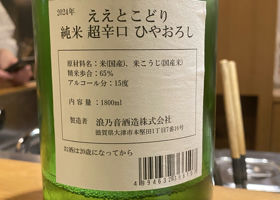 2024年
ええとこどり
純米 超辛口 ひやおろし
原材料名：米(国産)、米こうじ(国産米)
精米歩合：65％
アルコール分：15度
内容量：1800ml
製造者 浪乃音酒造株式会社
滋賀県大津市本堅田1丁目7番16号
お酒は20歳になってから